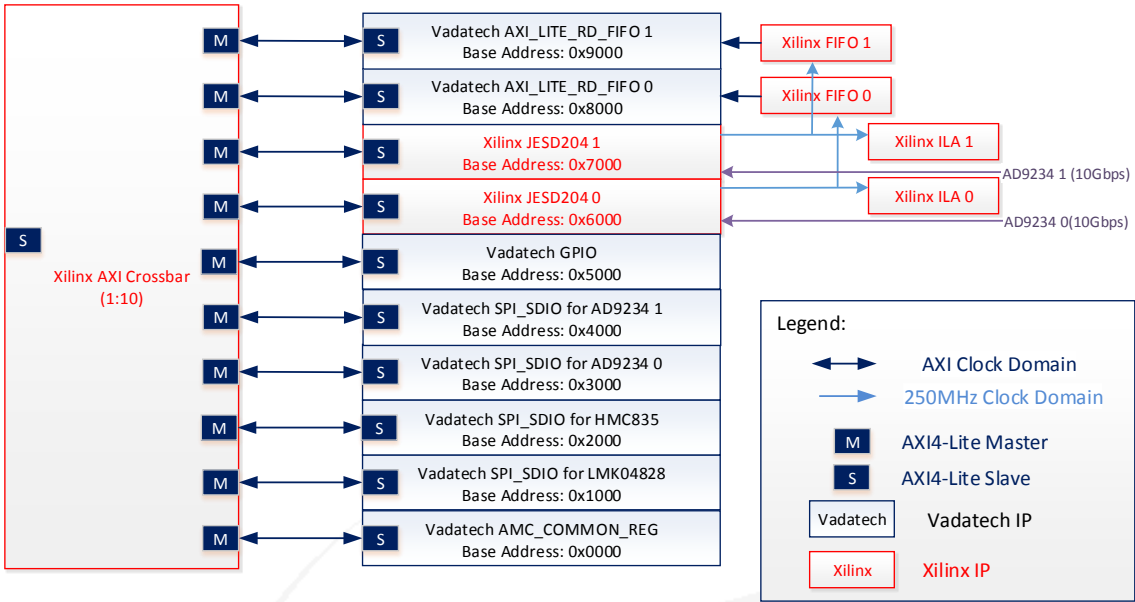 M
S
Vadatech AXI_LITE_RD_FIFO 1
Base Address: 0x9000
Xilinx FIFO 1
M
S
Vadatech AXI_LITE_RD_FIFO 0
Base Address: 0x8000
Xilinx FIFO 0
M
S
Xilinx JESD204 1
Base Address: 0x7000
Xilinx ILA 1
AD9234 1 (10Gbps)
M
S
Xilinx JESD204 0
Base Address: 0x6000
Xilinx ILA 0
AD9234 0(10Gbps)
S
Xilinx AXI Crossbar
(1:10)
M
S
Vadatech GPIO
Base Address: 0x5000
M
S
Vadatech SPI_SDIO for AD9234 1
Base Address: 0x4000
M
S
Vadatech SPI_SDIO for AD9234 0
Base Address: 0x3000
M
S
Vadatech SPI_SDIO for HMC835
Base Address: 0x2000
M
S
Vadatech SPI_SDIO for LMK04828
Base Address: 0x1000
M
S
Vadatech AMC_COMMON_REG
Base Address: 0x0000
Legend:
AXI Clock Domain
250MHz Clock Domain
M AXI4-Lite Master
S AXI4-Lite Slave
Vadatech Vadatech IP
Xilinx Xilinx IP